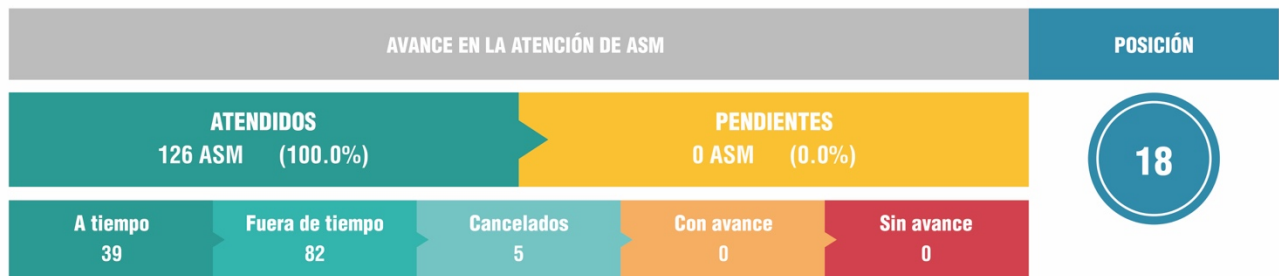 AVANCE EN LA ATENCIÓN DE ASM
POSICIÓN
ATENDIDOS
126 ASM (100.0%)
PENDIENTES
0 ASM (0.0%)
18
A tiempo
39
Fuera de tiempo
82
Cancelados
5
Con avance
0
Sin avance
0